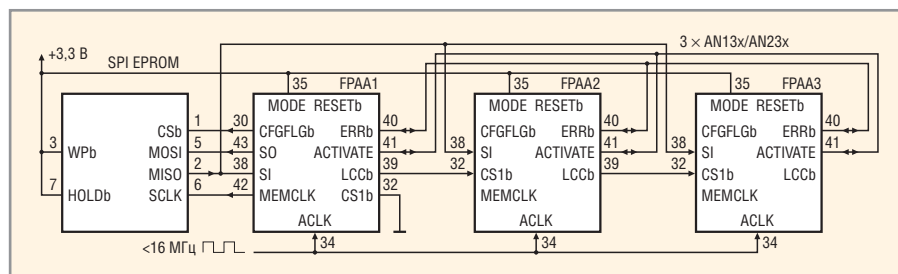 +3,3 В
SPI EPROM
3 × AN13x/AN23x
35 FPAA1
35 FPAA2
35 FPAA3
MODE RESETb
MODE RESETb
MODE RESETb
CSb
1
30
CFGFLGb
ERRb
40
CFGFLGb
ERRb
40
CFGFLGb
ERRb
40
3
WPb
MOSI
5
43
SO
ACTIVATE
41
38
SI
ACTIVATE
41
38
SI
ACTIVATE
41
MISO
2
38
SI
LCCb
39
32
CS1b
LCCb
39
32
CS1b
LCCb
7
HOLDb
SCLK
6
42
MEMCLK
CS1b
32
MEMCLK
MEMCLK
ACLK
ACLK
ACLK
<16 МГц
34
34
34